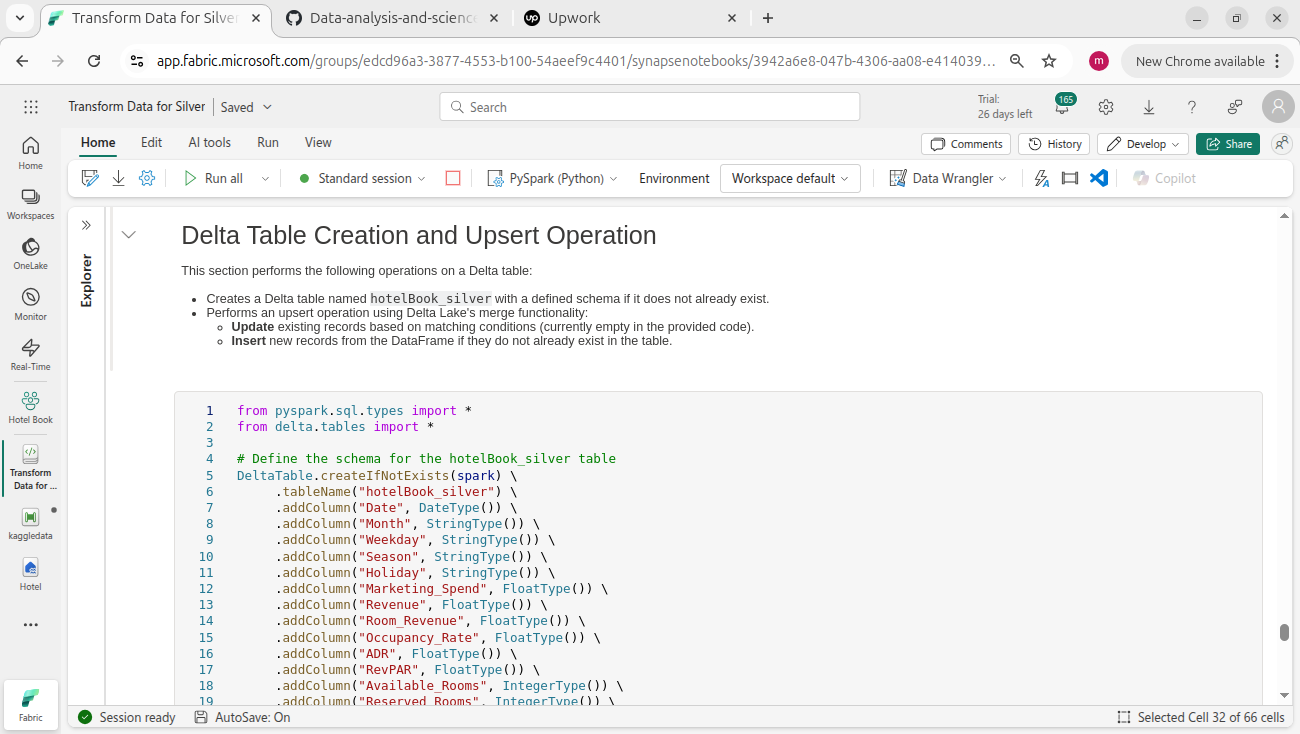 Transform Data for Silver
Data-analysis-and-science
Upwork
app.fabric.microsoft.com/groups/edcd96a3-3877-4553-b100-54aeef9c4401/synapsenotebooks/3942a6e8-047b-4306-aa08-e414039...
m
New Chrome available
Transform Data for Silver
Saved
Search
Trial:
26 days left
165
Home
Edit
AI tools
Run
View
Comments
History
Develop
Share
Run all
Standard session
PySpark (Python)
Environment
Workspace default
Data Wrangler
Copilot
Home
Workspaces
OneLake
Monitor
Real-Time
Hotel Book
Transform
Data for ...
kaggledata
Hotel
Fabric
Explorer
Delta Table Creation and Upsert Operation
This section performs the following operations on a Delta table:
• Creates a Delta table named hotelBook_silver with a defined schema if it does not already exist.
• Performs an upsert operation using Delta Lake's merge functionality:
◦ Update existing records based on matching conditions (currently empty in the provided code).
◦ Insert new records from the DataFrame if they do not already exist in the table.
1 from pyspark.sql.types import *
2 from delta.tables import *
3
4 # Define the schema for the hotelBook_silver table
5 DeltaTable.createIfNotExists(spark) \
6 .tableName("hotelBook_silver") \
7 .addColumn("Date", DateType()) \
8 .addColumn("Month", StringType()) \
9 .addColumn("Weekday", StringType()) \
10 .addColumn("Season", StringType()) \
11 .addColumn("Holiday", StringType()) \
12 .addColumn("Marketing_Spend", FloatType()) \
13 .addColumn("Revenue", FloatType()) \
14 .addColumn("Room_Revenue", FloatType()) \
15 .addColumn("Occupancy_Rate", FloatType()) \
16 .addColumn("ADR", FloatType()) \
17 .addColumn("RevPAR", FloatType()) \
18 .addColumn("Available_Rooms", IntegerType()) \
19 .addColumn("Reserved_Rooms", IntegerType()) \
Session ready
AutoSave: On
Selected Cell 32 of 66 cells